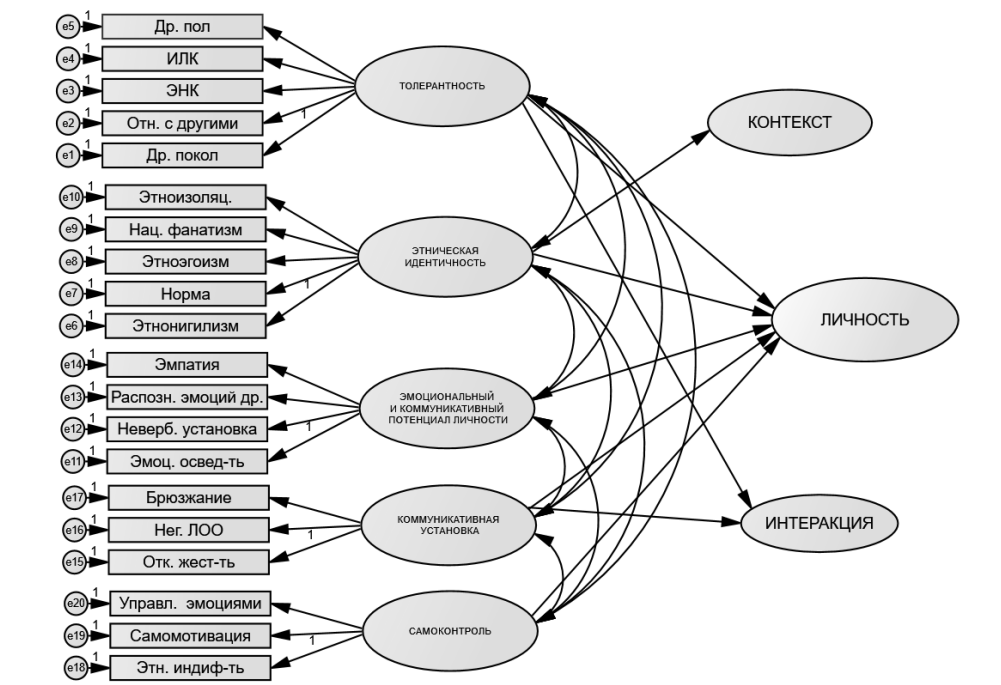 e5
1
Др. пол
e4
1
ИЛК
e3
1
ЭНК
e2
1
Отн. с другими
e1
1
Др. покол
1
ТОЛЕРАНТНОСТЬ
e10
1
Этноизоляц.
e9
1
Нац. фанатизм
e8
1
Этноэгоизм
e7
1
Норма
e6
1
Этнонигилизм
1
ЭТНИЧЕСКАЯ
ИДЕНТИЧНОСТЬ
e14
1
Эмпатия
e13
1
Распозн. эмоций др.
e12
1
Неверб. установка
e11
1
Эмоц. освед-ть
1
ЭМОЦИОНАЛЬНЫЙ
И КОММУНИКАТИВНЫЙ
ПОТЕНЦИАЛ ЛИЧНОСТИ
e17
1
Брюзжание
e16
1
Нег. ЛОО
e15
1
Отк. жест-ть
1
КОММУНИКАТИВНАЯ
УСТАНОВКА
e20
1
Управл. эмоциями
e19
1
Самомотивация
e18
1
Этн. индиф-ть
1
САМОКОНТРОЛЬ
КОНТЕКСТ
ЛИЧНОСТЬ
ИНТЕРАКЦИЯ